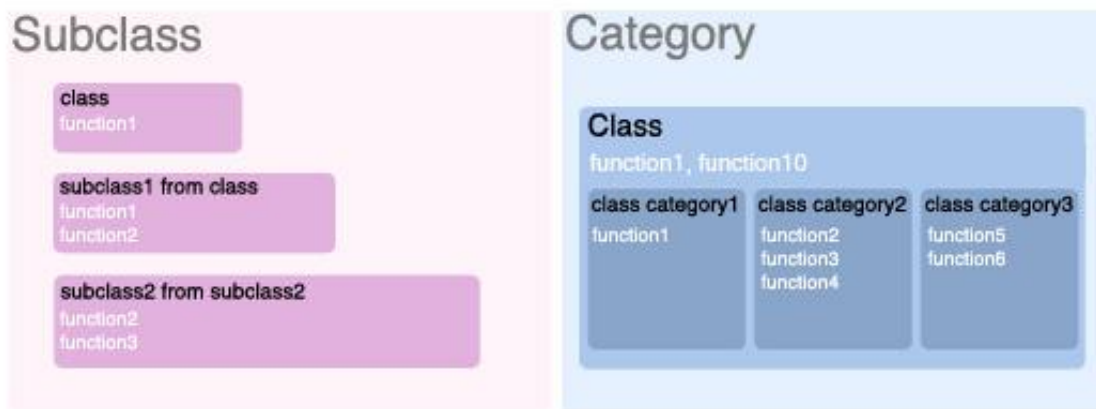 Subclass
class
function1
subclass1 from class
function1
function2
subclass2 from subclass2
function2
function3
Category
Class
function1, function10
class category1
function1
class category2
function2
function3
function4
class category3
function5
function6